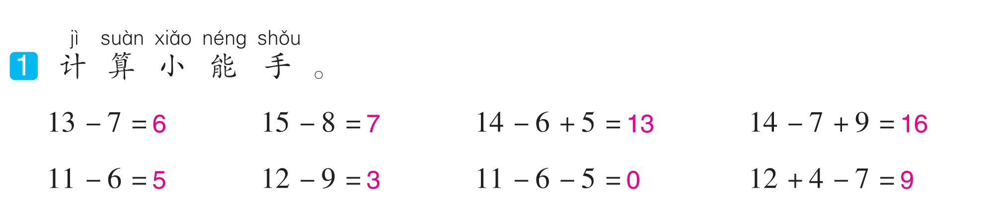 jì suàn xiǎo néng shǒu
1 计算小能手。
13 − 7 = 6 15 − 8 = 7 14 − 6 + 5 = 13 14 − 7 + 9 = 16
11 − 6 = 5 12 − 9 = 3 11 − 6 − 5 = 0 12 + 4 − 7 = 9